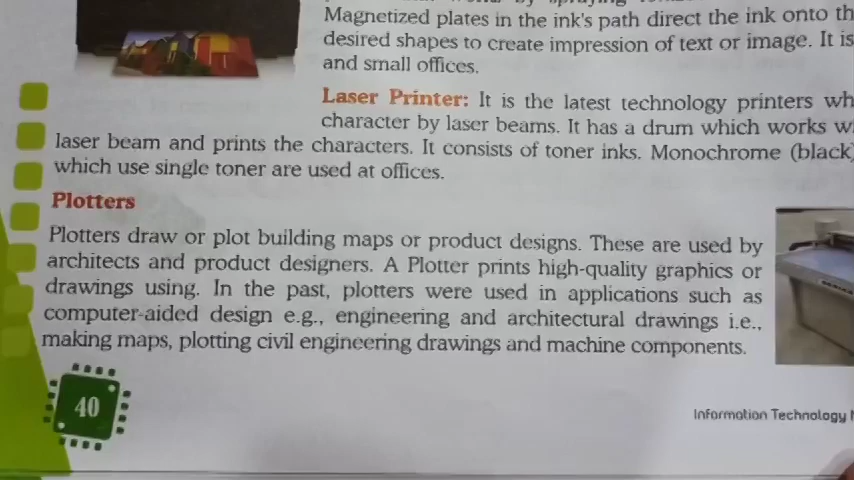 Magnetized plates in the ink's path direct the ink onto th
desired shapes to create impression of text or image. It is
and small offices.
Laser Printer: It is the latest technology printers wh
character by laser beams. It has a drum which works w
laser beam and prints the characters. It consists of toner inks. Monochrome (black)
which use single toner are used at offices.
Plotters
Plotters draw or plot building maps or product designs. These are used by
architects and product designers. A Plotter prints high-quality graphics or
drawings using. In the past, plotters were used in applications such as
computer-aided design e.g., engineering and architectural drawings i.e.,
making maps, plotting civil engineering drawings and machine components.
40
Information Technology